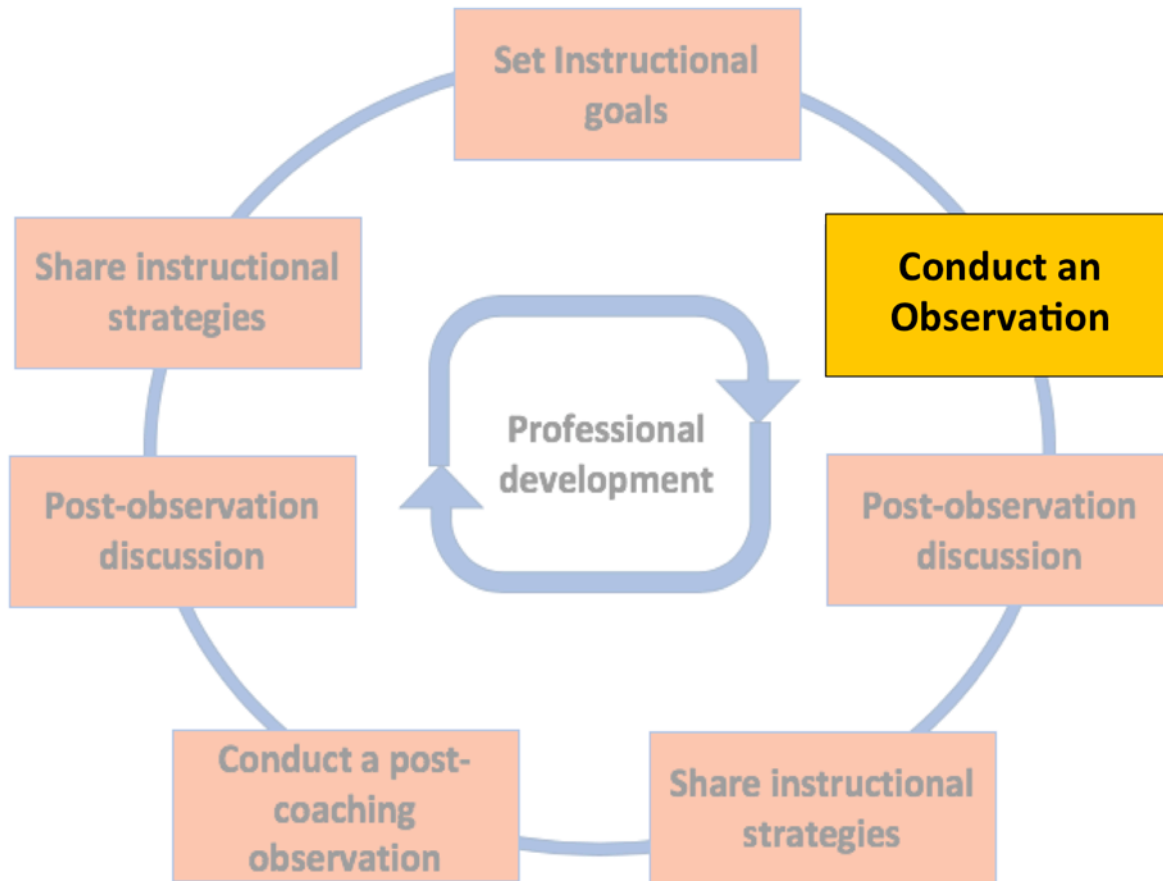 Set Instructional
goals
Conduct an
Observation
Post-observation
discussion
Share instructional
strategies
Conduct a post-
coaching
observation
Post-observation
discussion
Share instructional
strategies
Professional
development